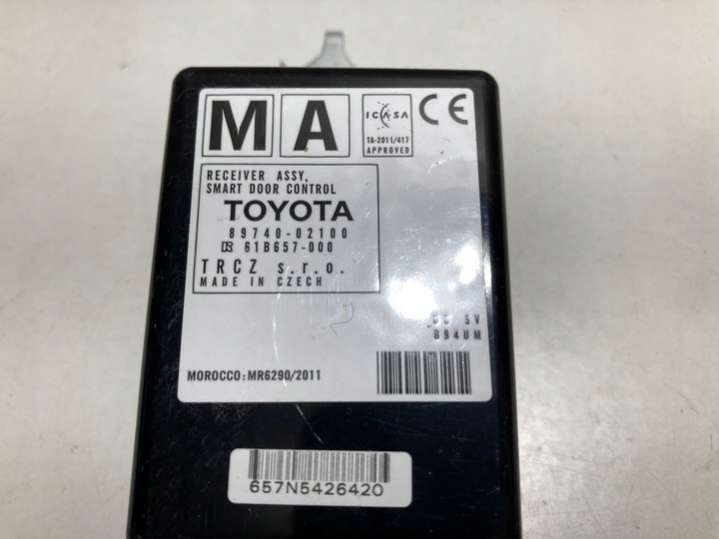 M A
ICASA
TA-2011/417
APPROVED
CE
RECEIVER ASSY,
SMART DOOR CONTROL
TOYOTA
89740-02100
61B657-000
TRCZ s.r.o.
MADE IN CZECH
DC 5V
B94UM
MOROCCO:MR6290/2011
657N5426420